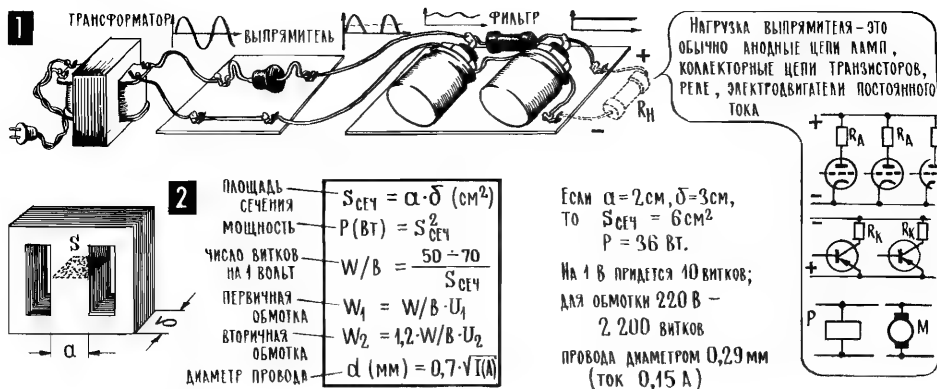 1
ТРАНСФОРМАТОР
ВЫПРЯМИТЕЛЬ
ФИЛЬТР
+
Rн
−
НАГРУЗКА ВЫПРЯМИТЕЛЯ-ЭТО
ОБЫЧНО АНОДНЫЕ ЦЕПИ ЛАМП,
КОЛЛЕКТОРНЫЕ ЦЕПИ ТРАНЗИСТОРОВ,
РЕЛЕ, ЭЛЕКТРОДВИГАТЕЛИ ПОСТОЯННОГО
ТОКА
+
RА RА
−
−
RК RК
+
Р М
2
S
а
δ
ПЛОЩАДЬ
СЕЧЕНИЯ
Sсеч = a·δ (см²)
МОЩНОСТЬ
P(Вт) = S²сеч
ЧИСЛО ВИТКОВ
НА 1 ВОЛЬТ
W/В = 50 ÷ 70 / Sсеч
ПЕРВИЧНАЯ
ОБМОТКА
W₁ = W/В·U₁
ВТОРИЧНАЯ
ОБМОТКА
W₂ = 1,2·W/В·U₂
ДИАМЕТР ПРОВОДА
d (мм) = 0,7·√I(А)
Если a=2см, δ=3см,
то Sсеч = 6см²
P = 36 Вт.
На 1 В придется 10 витков;
для обмотки 220 В −
2 200 витков
провода диаметром 0,29 мм
(ток 0,15 А)